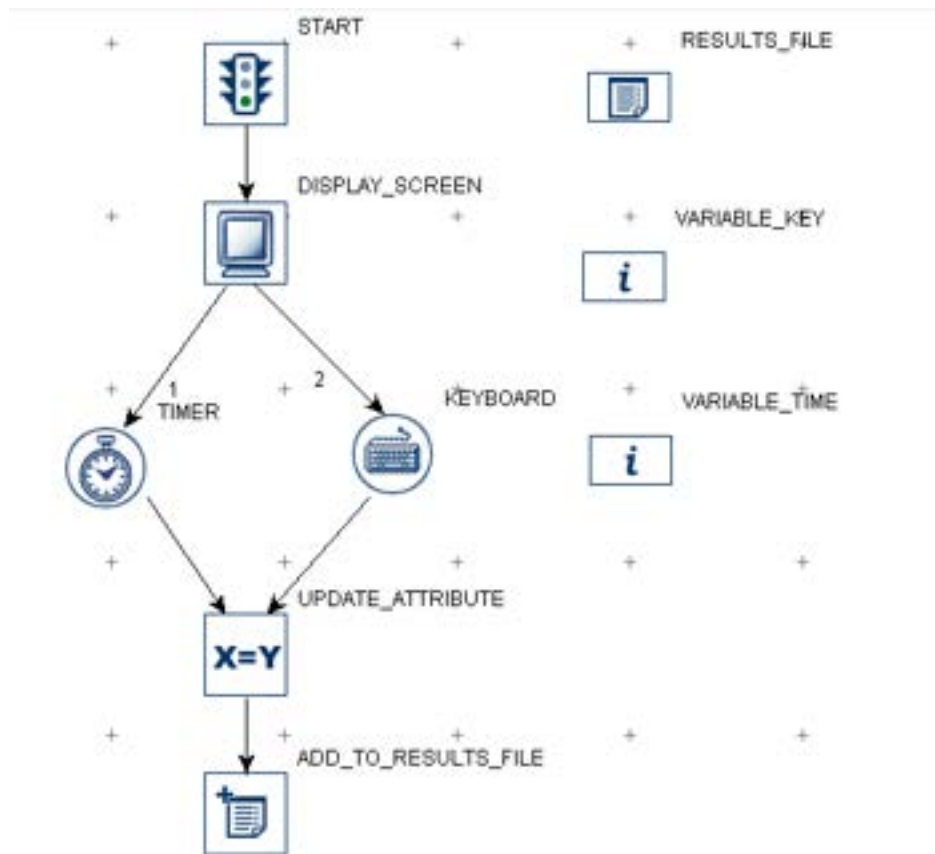 START
RESULTS_FILE
DISPLAY_SCREEN
VARIABLE_KEY
i
1
2
TIMER
KEYBOARD
VARIABLE_TIME
i
UPDATE_ATTRIBUTE
X=Y
ADD_TO_RESULTS_FILE